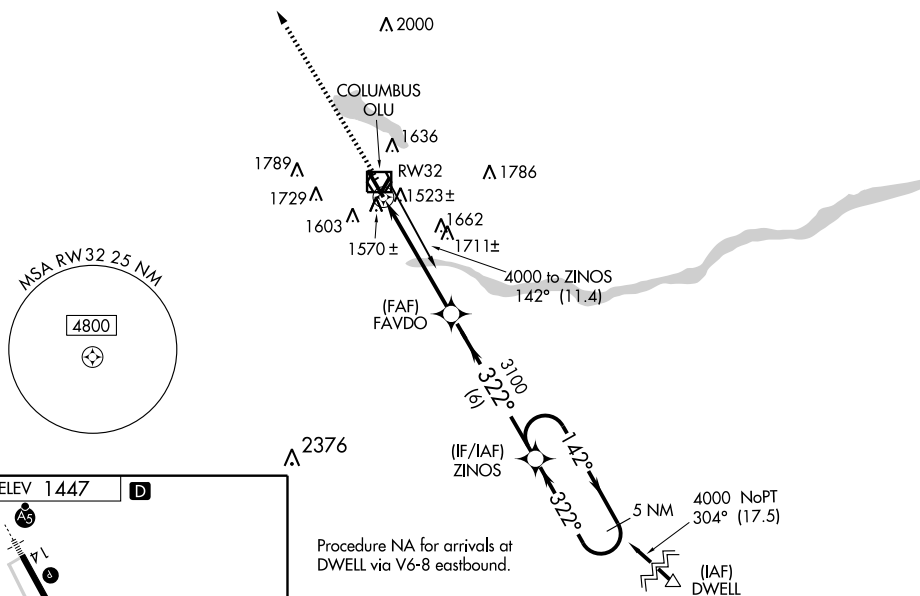 2000
COLUMBUS
OLU
1636
1789
RW32
1786
1729
1523±
1603
1662
1570 ±
1711±
MSA RW32 25 NM
4800
4000 to ZINOS
142° (11.4)
(FAF)
FAVDO
3100
322°
(6)
2376
(IF/IAF)
ZINOS
142°
322°
5 NM
4000 NoPT
304° (17.5)
(IAF)
DWELL
Procedure NA for arrivals at
DWELL via V6-8 eastbound.
ELEV 1447
D
A5
14
P